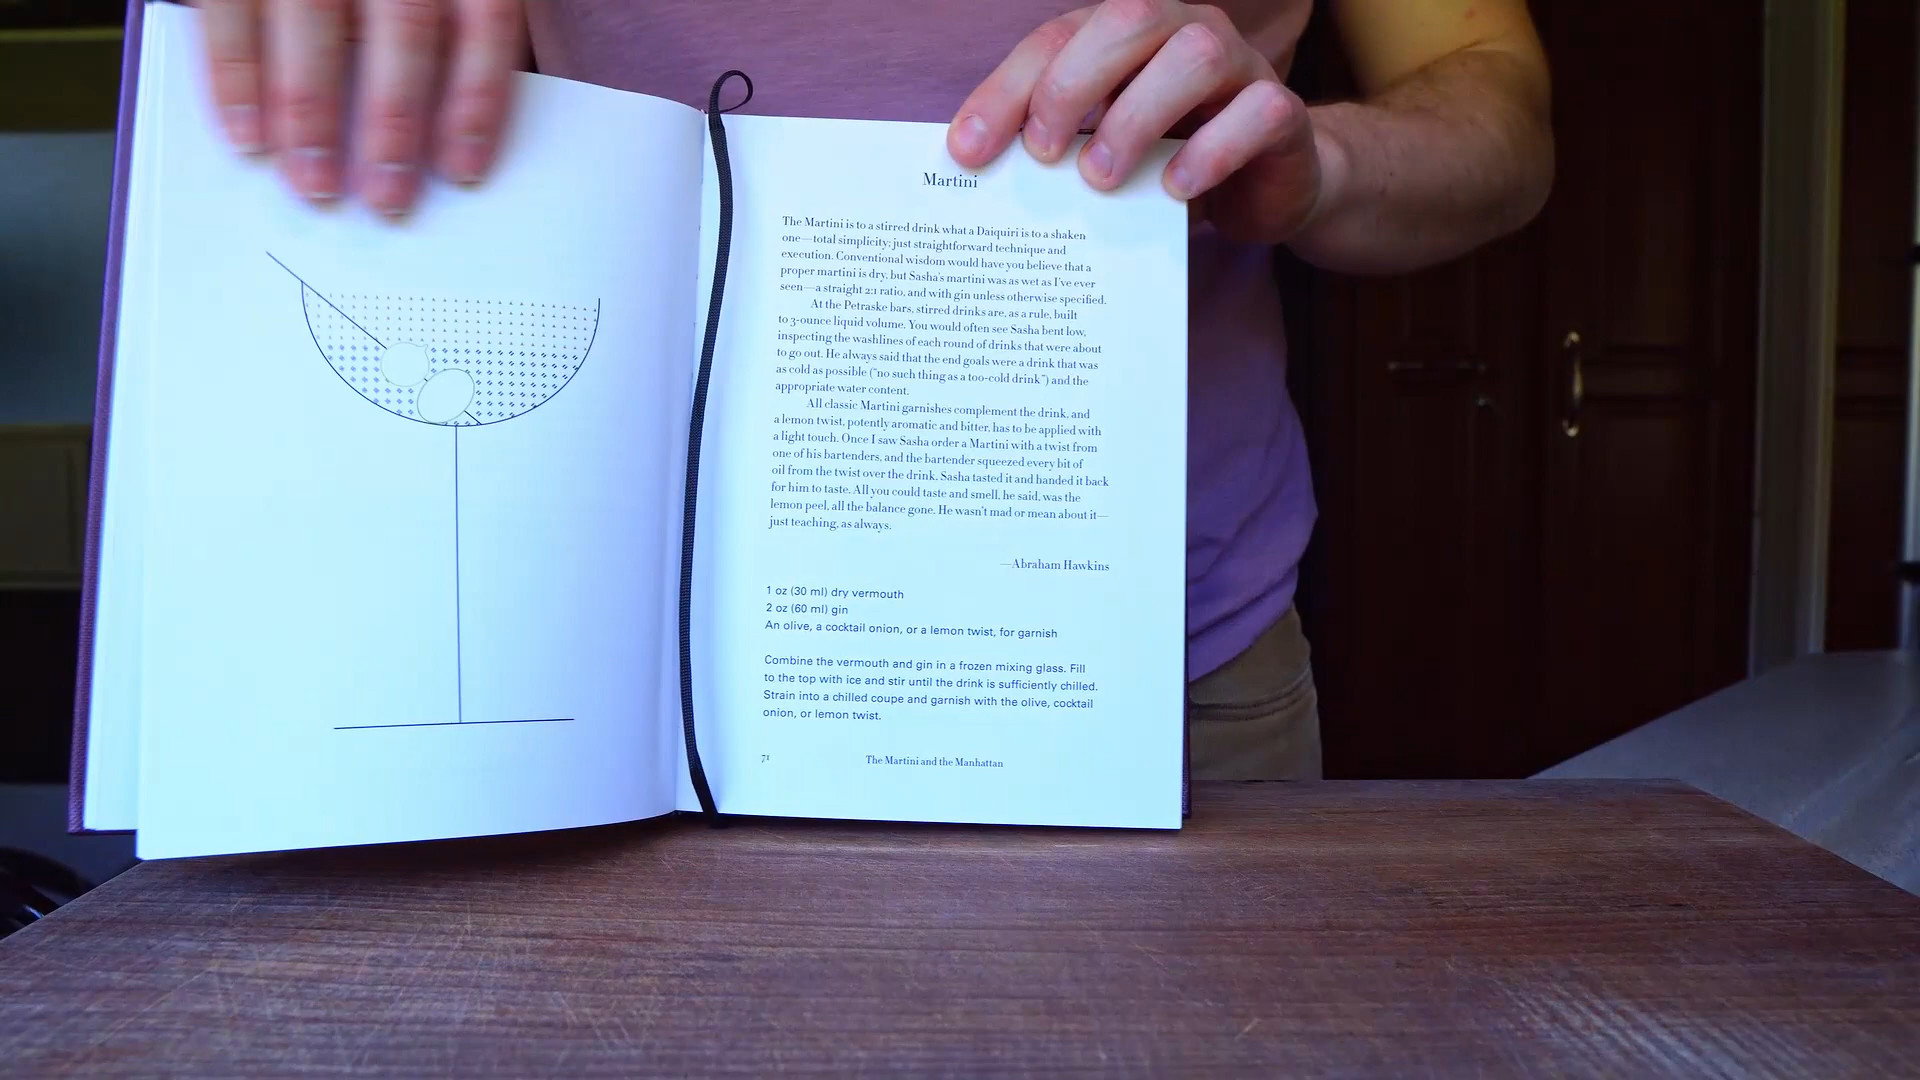 Martini
The Martini is to a stirred drink what a Daiquiri is to a shaken
one—total simplicity; just straightforward technique and
execution. Conventional wisdom would have you believe that a
proper martini is dry, but Sasha's martini was as wet as I've ever
seen—a straight 2:1 ratio, and with gin unless otherwise specified.
At the Petraske bars, stirred drinks are, as a rule, built
to 3-ounce liquid volume. You would often see Sasha bent low,
inspecting the washlines of each round of drinks that were about
to go out. He always said that the end goals were a drink that was
as cold as possible ("no such thing as a too-cold drink") and the
appropriate water content.
All classic Martini garnishes complement the drink, and
a lemon twist, potently aromatic and bitter, has to be applied with
a light touch. Once I saw Sasha order a Martini with a twist from
one of his bartenders, and the bartender squeezed every bit of
oil from the twist over the drink. Sasha tasted it and handed it back
for him to taste. All you could taste and smell, he said, was the
lemon peel, all the balance gone. He wasn't mad or mean about it—
just teaching, as always.
—Abraham Hawkins
1 oz (30 ml) dry vermouth
2 oz (60 ml) gin
An olive, a cocktail onion, or a lemon twist, for garnish
Combine the vermouth and gin in a frozen mixing glass. Fill
to the top with ice and stir until the drink is sufficiently chilled.
Strain into a chilled coupe and garnish with the olive, cocktail
onion, or lemon twist.
71 The Martini and the Manhattan